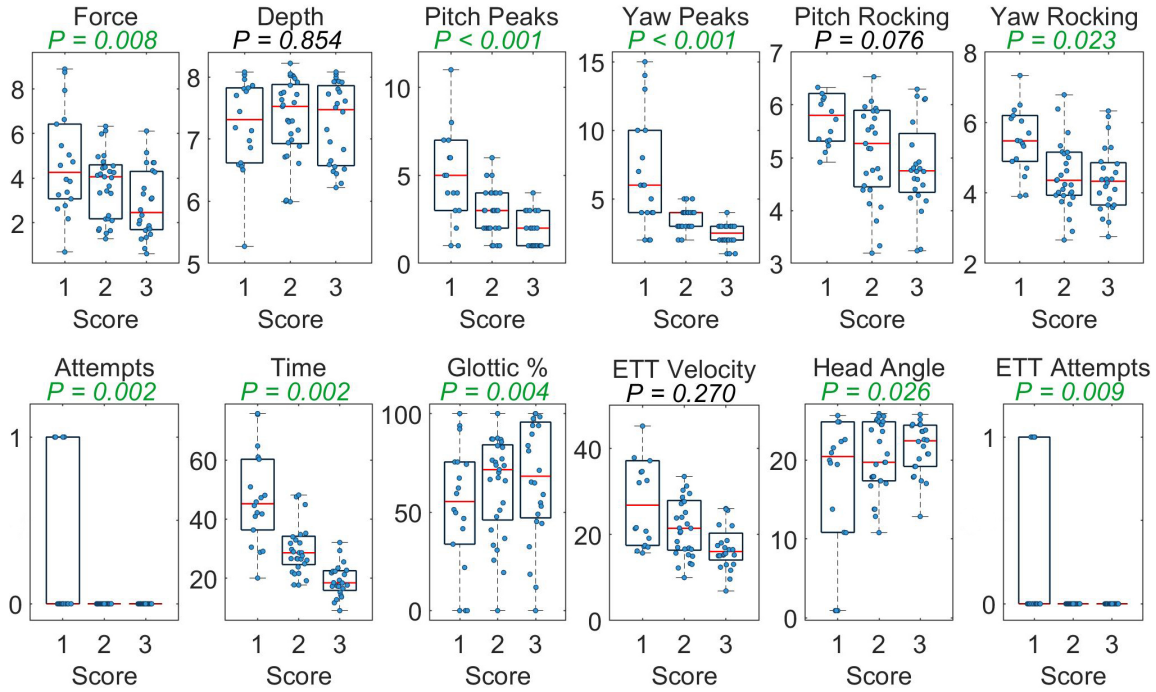 Force Depth Pitch Peaks Yaw Peaks Pitch Rocking Yaw Rocking
P = 0.008 P = 0.854 P < 0.001 P < 0.001 P = 0.076 P = 0.023
8 6 4 2
8 7 6 5
10 5 0
15 10 5
7 6 5 4 3
8 6 4 2
1 2 3 1 2 3 1 2 3 1 2 3 1 2 3 1 2 3
Score Score Score Score Score Score
Attempts Time Glottic % ETT Velocity Head Angle ETT Attempts
P = 0.002 P = 0.002 P = 0.004 P = 0.270 P = 0.026 P = 0.009
1 0
60 40 20
100 50 0
40 20 0
20 10 0
1 0
1 2 3 1 2 3 1 2 3 1 2 3 1 2 3 1 2 3
Score Score Score Score Score Score